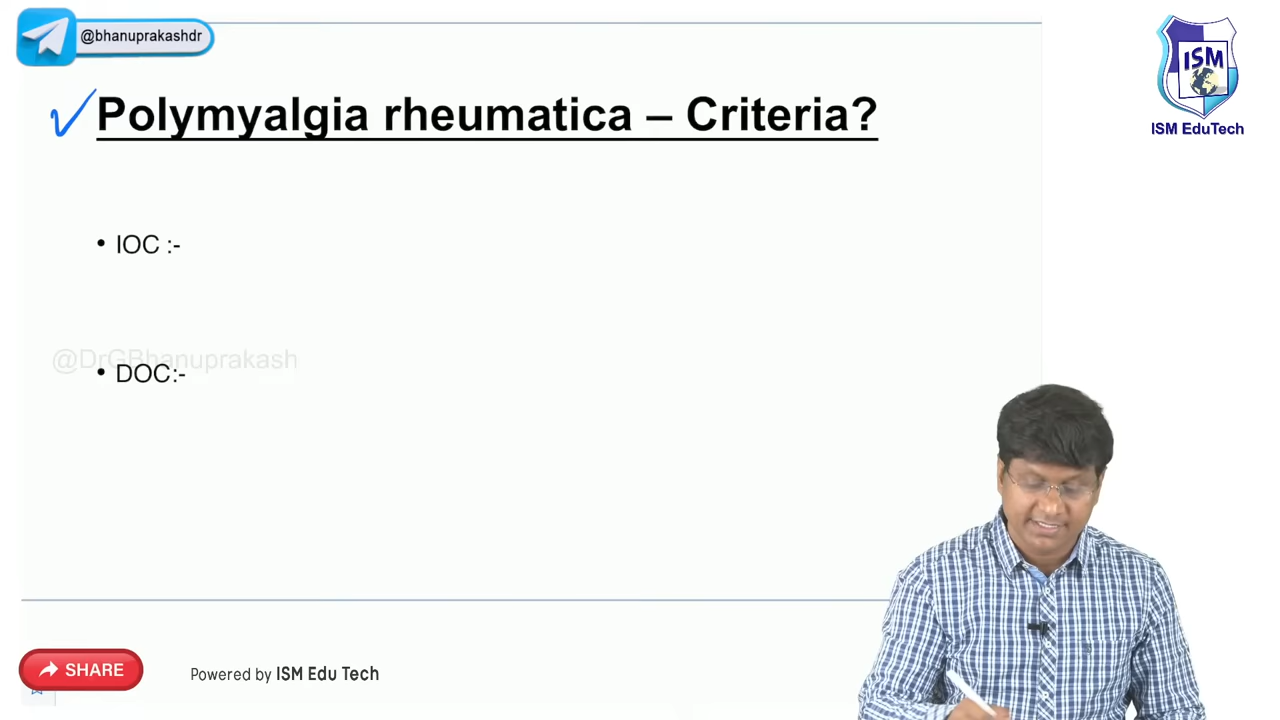 @bhanuprakashdr
ISM
ISM EduTech
Polymyalgia rheumatica – Criteria?
• IOC :-
@DrGBhanuprakash
• DOC:-
SHARE
Powered by ISM Edu Tech